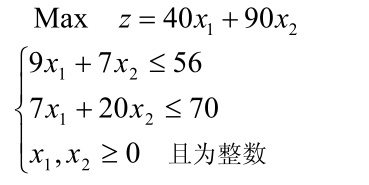 Max z = 40x₁ + 90x₂
9x₁ + 7x₂ ≤ 56
7x₁ + 20x₂ ≤ 70
x₁, x₂ ≥ 0 且为整数